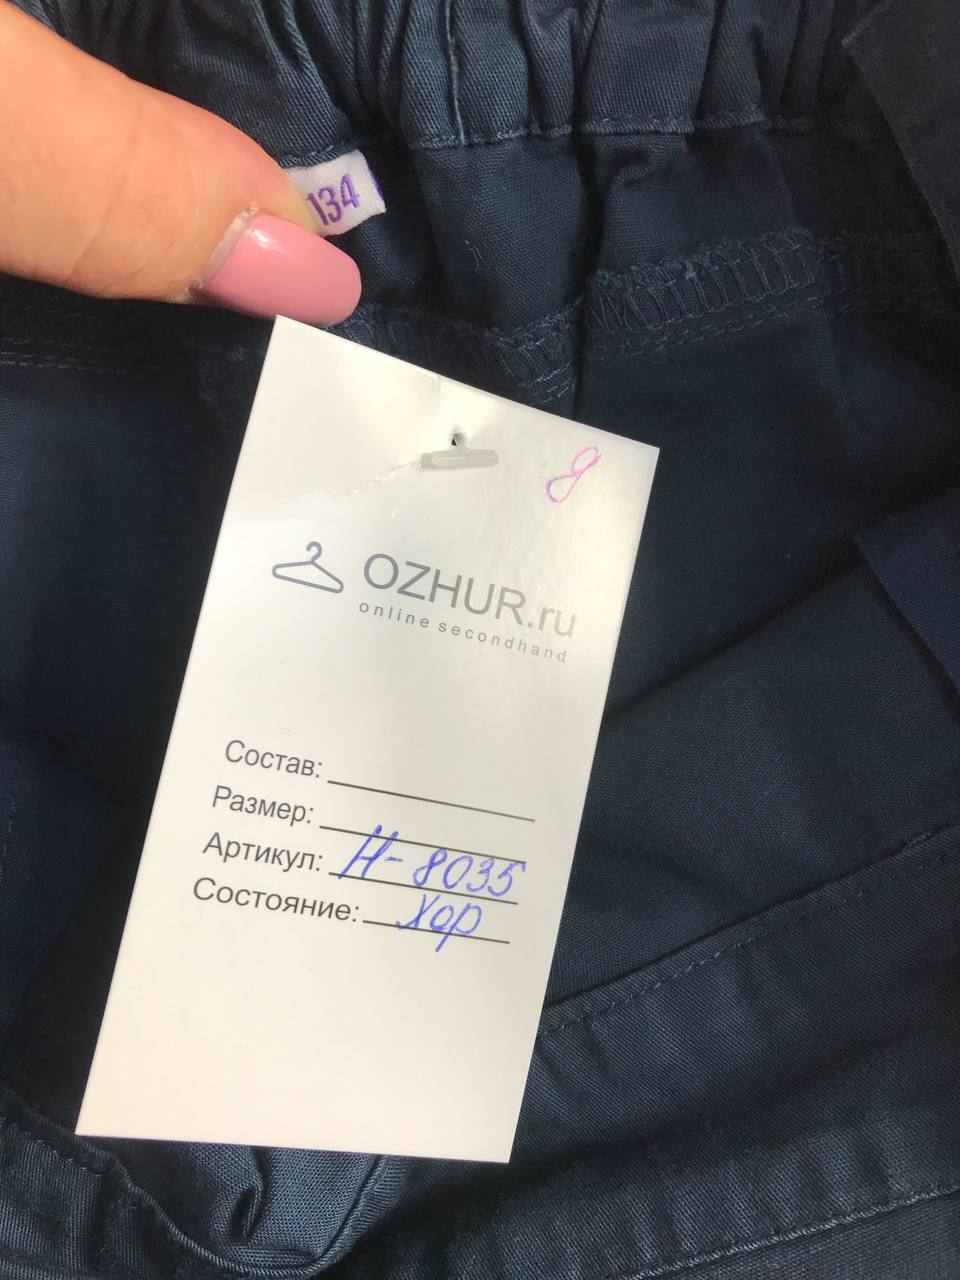 134
8
OZHUR.ru
online secondhand
Состав:
Размер:
Артикул: Н-8035
Состояние: Хор